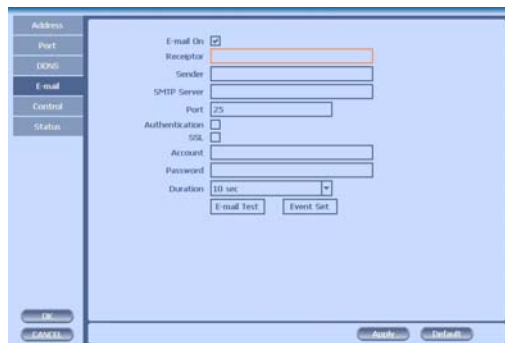 Address
Port
DDNS
E-mail
Control
Status
E-mail On
Receiptor
Sender
SMTP Server
Port 25
Authentication
SSL
Account
Password
Duration 10 sec
E-mail Test Event Set
OK
CANCEL
Apply Default